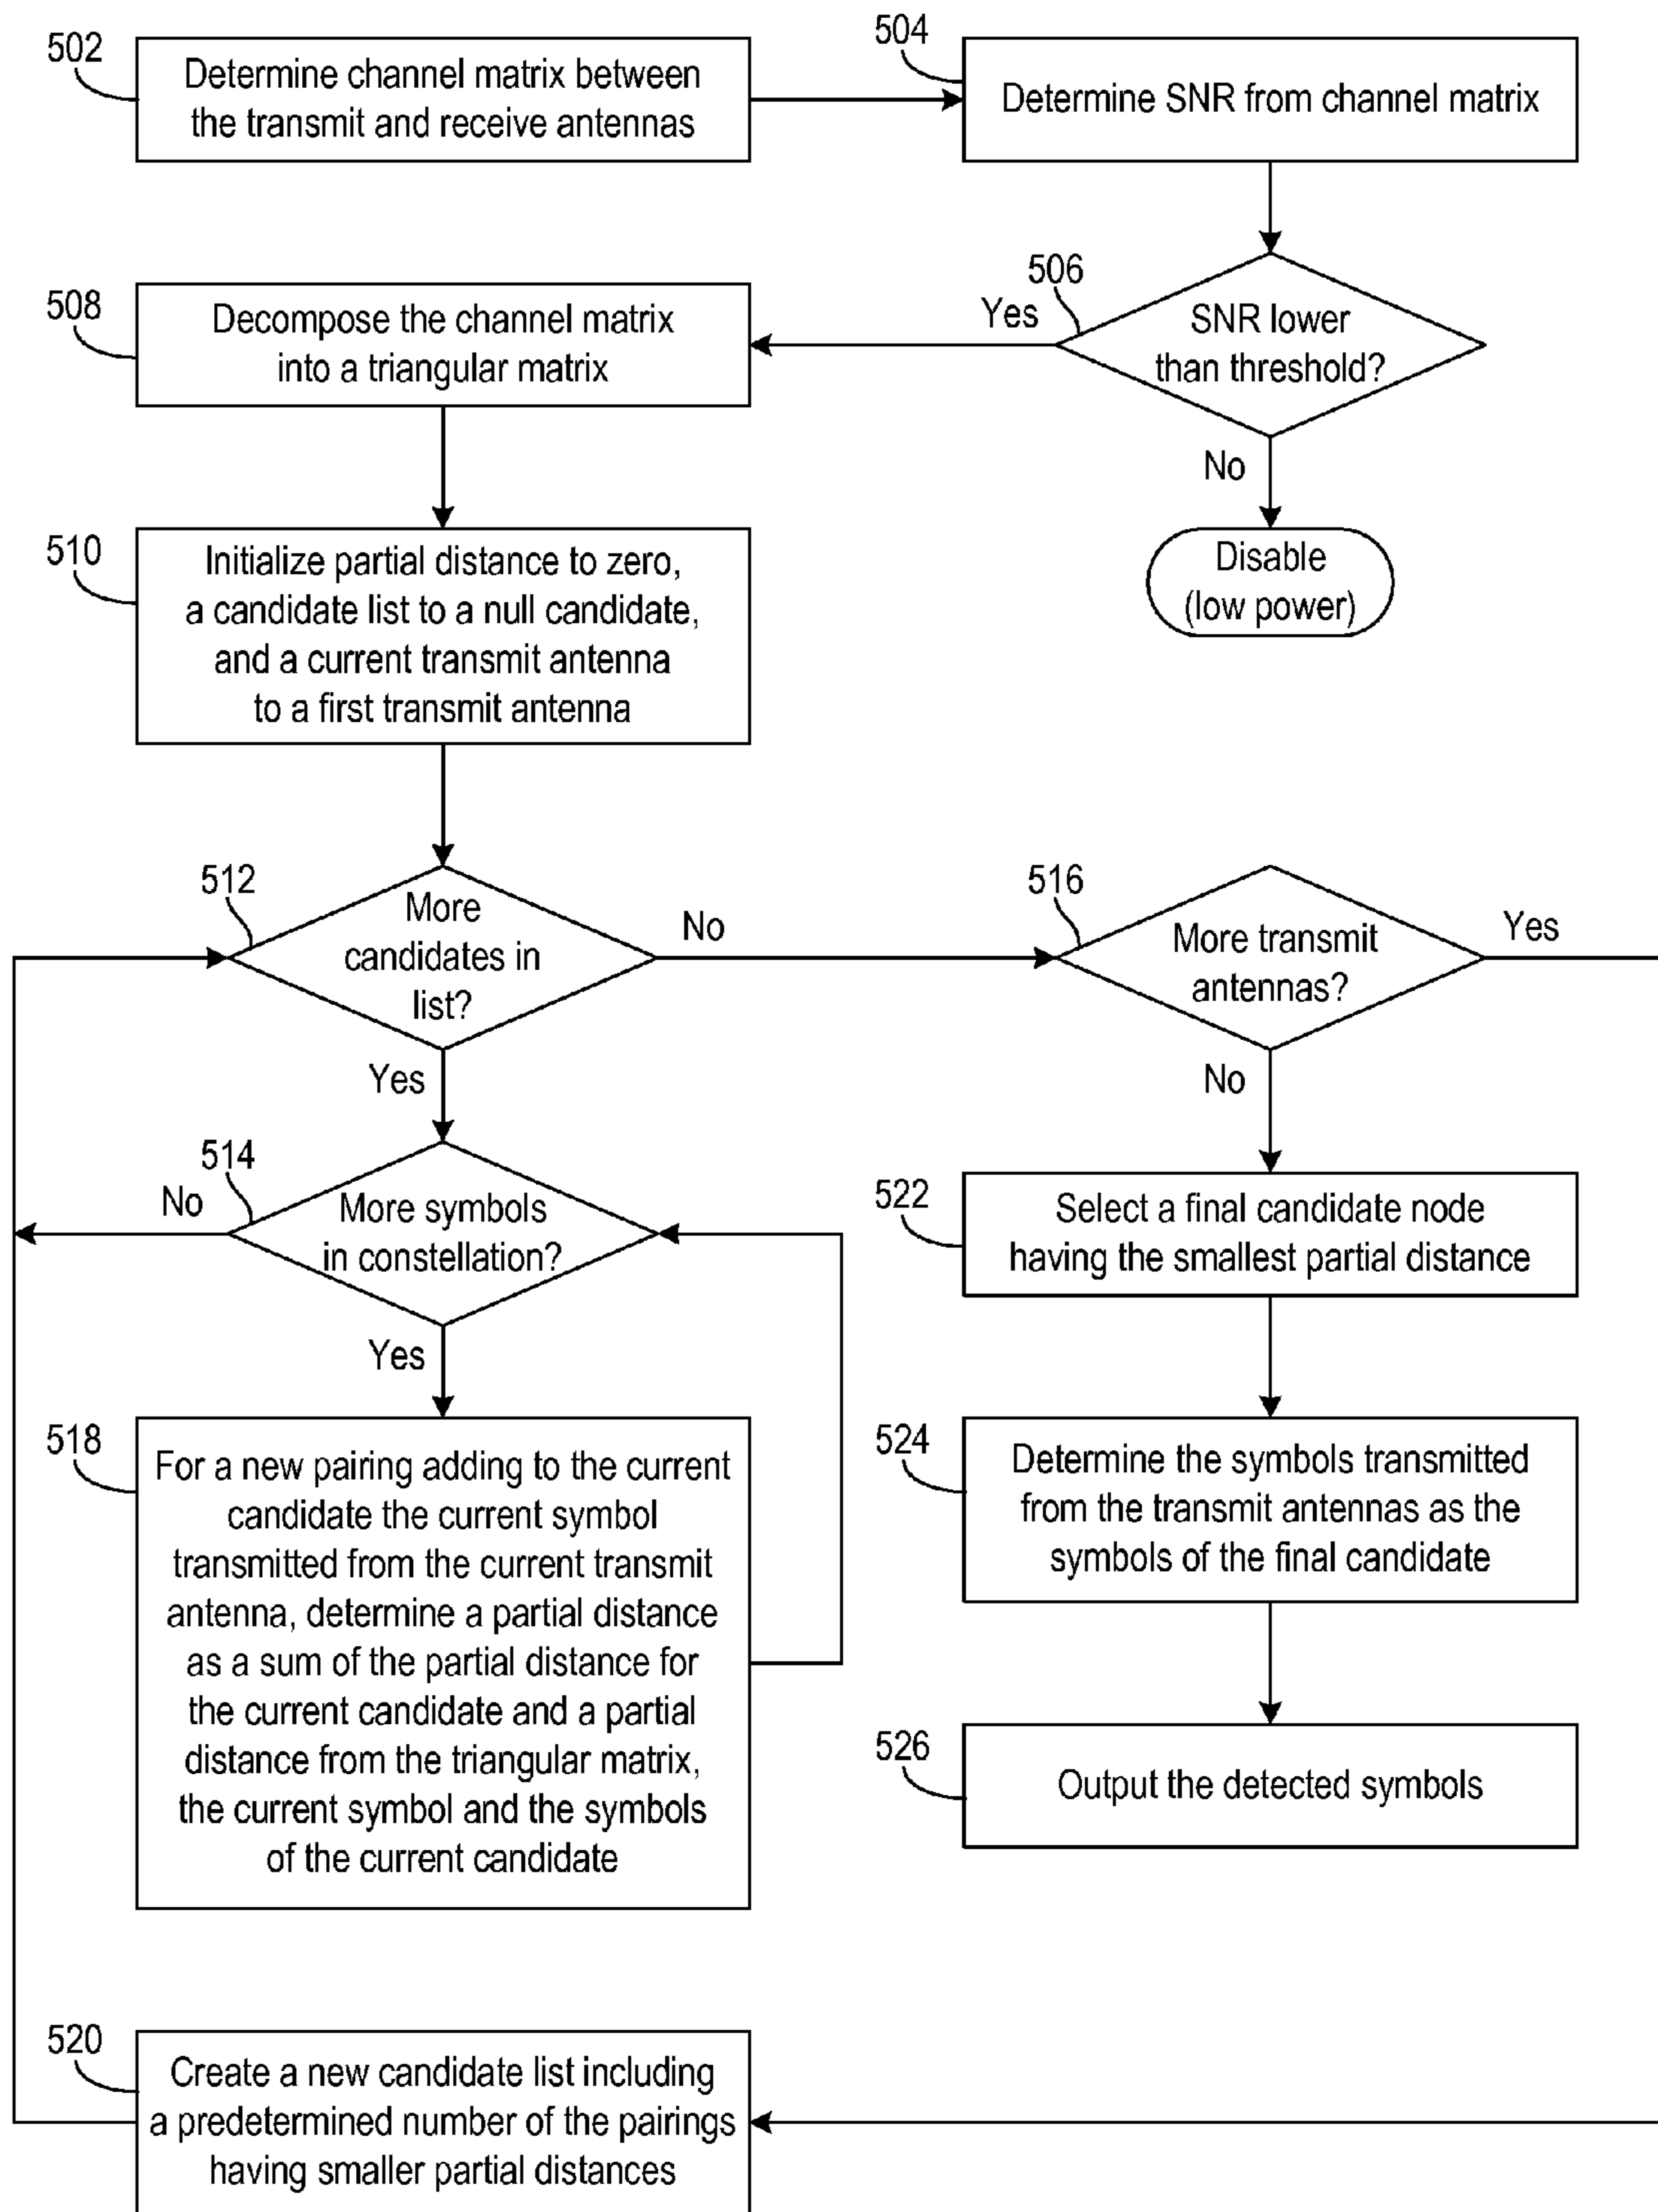 502
Determine channel matrix between
the transmit and receive antennas
504
Determine SNR from channel matrix
506
SNR lower
than threshold?
Yes
No
Disable
(low power)
508
Decompose the channel matrix
into a triangular matrix
510
Initialize partial distance to zero,
a candidate list to a null candidate,
and a current transmit antenna
to a first transmit antenna
512
More
candidates in
list?
No
Yes
516
More transmit
antennas?
Yes
No
514
More symbols
in constellation?
No
Yes
518
For a new pairing adding to the current
candidate the current symbol
transmitted from the current transmit
antenna, determine a partial distance
as a sum of the partial distance for
the current candidate and a partial
distance from the triangular matrix,
the current symbol and the symbols
of the current candidate
522
Select a final candidate node
having the smallest partial distance
524
Determine the symbols transmitted
from the transmit antennas as the
symbols of the final candidate
526
Output the detected symbols
520
Create a new candidate list including
a predetermined number of the pairings
having smaller partial distances